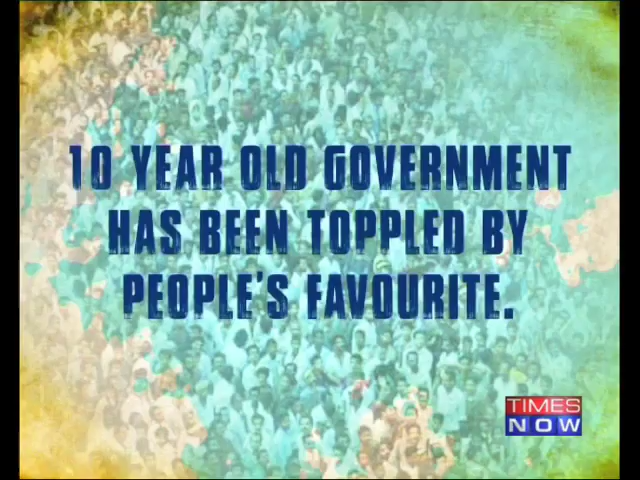 10 YEAR OLD GOVERNMENT
HAS BEEN TOPPLED BY
PEOPLE'S FAVOURITE.
TIMES
NOW